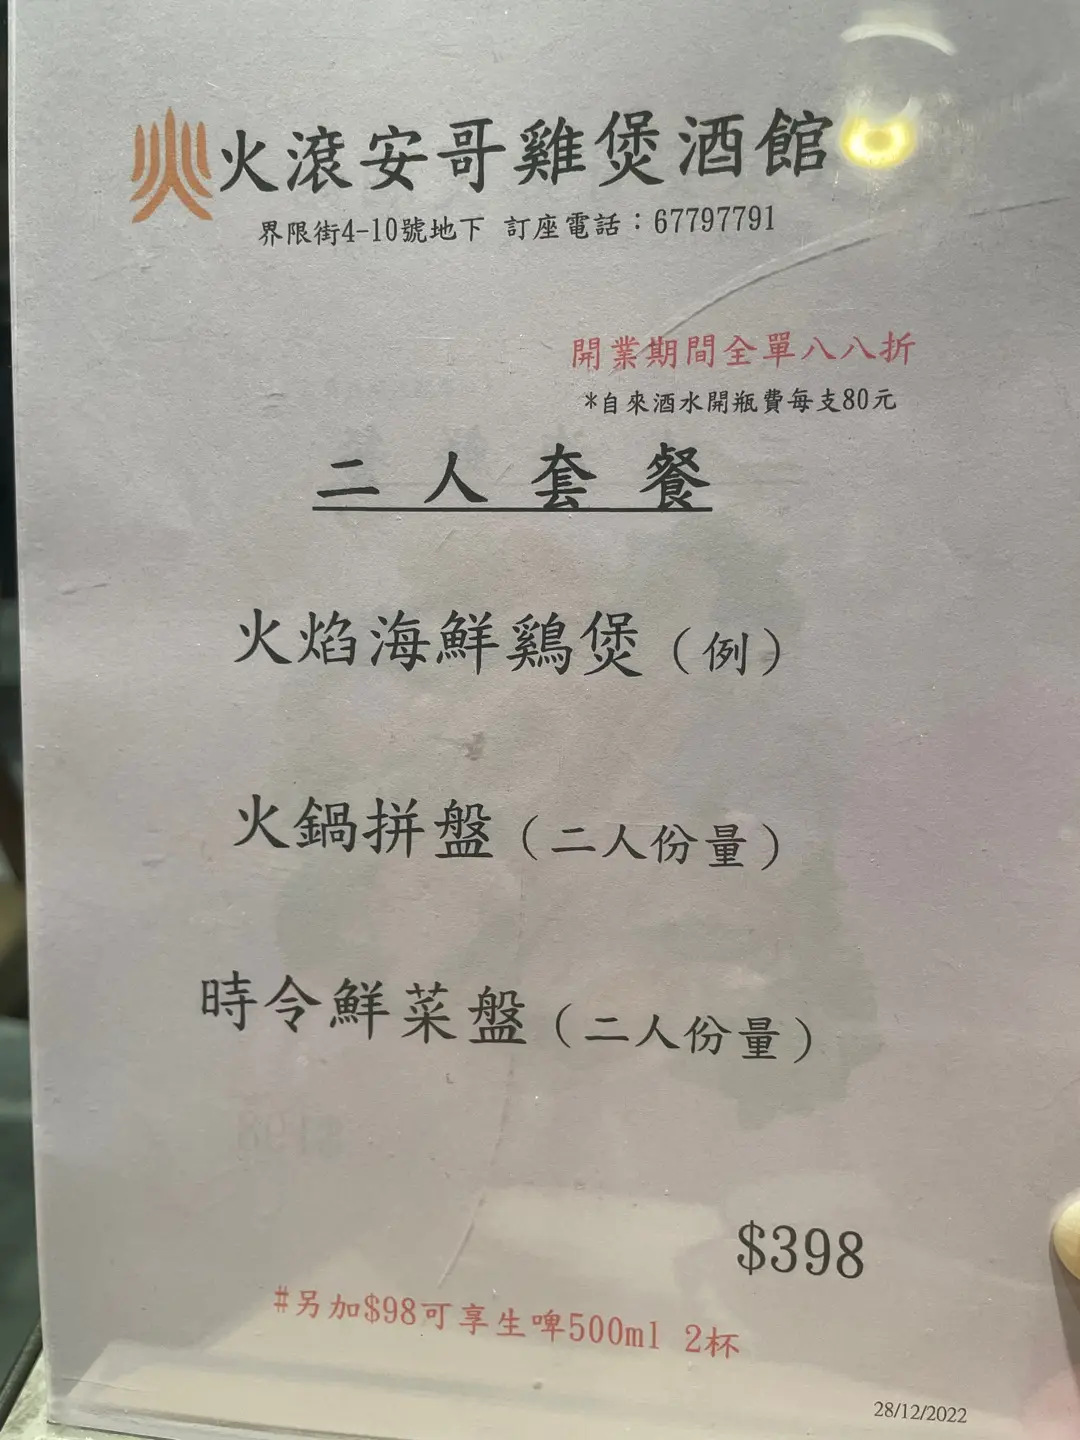 火滾安哥雞煲酒館
界限街4-10號地下 訂座電話：67797791
開業期間全單八八折
*自來酒水開瓶費每支80元
二人套餐
火焰海鮮鷄煲（例）
火鍋拼盤（二人份量）
時令鮮菜盤（二人份量）
$398
#另加$98可享生啤500ml 2杯
28/12/2022